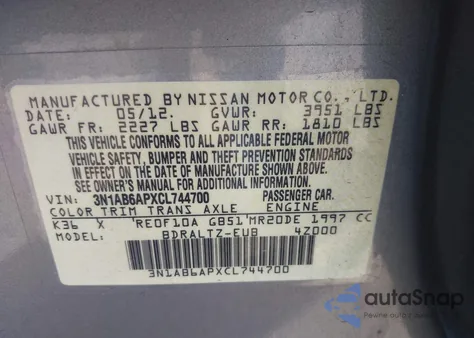 MANUFACTURED BY NISSAN MOTOR CO., LTD.
DATE: 05/12. GVWR: 3951 LBS
GAWR FR: 2227 LBS GAWR RR: 1810 LBS
THIS VEHICLE CONFORMS TO ALL APPLICABLE FEDERAL MOTOR
VEHICLE SAFETY, BUMPER AND THEFT PREVENTION STANDARDS
IN EFFECT ON THE DATE OF MANUFACTURE SHOWN ABOVE.
SEE OWNER'S MANUAL FOR ADDITIONAL INFORMATION
VIN: 3N1AB6APXCL744700 PASSENGER CAR.
COLOR TRIM TRANS AXLE ENGINE
K36 X RE0F10A GB51 MR20DE 1997 CC
MODEL: BDRALTZ-EUB 4Z000
3N1AB6APXCL744700
autoSnap
WWW.AUTOSNAP.COM